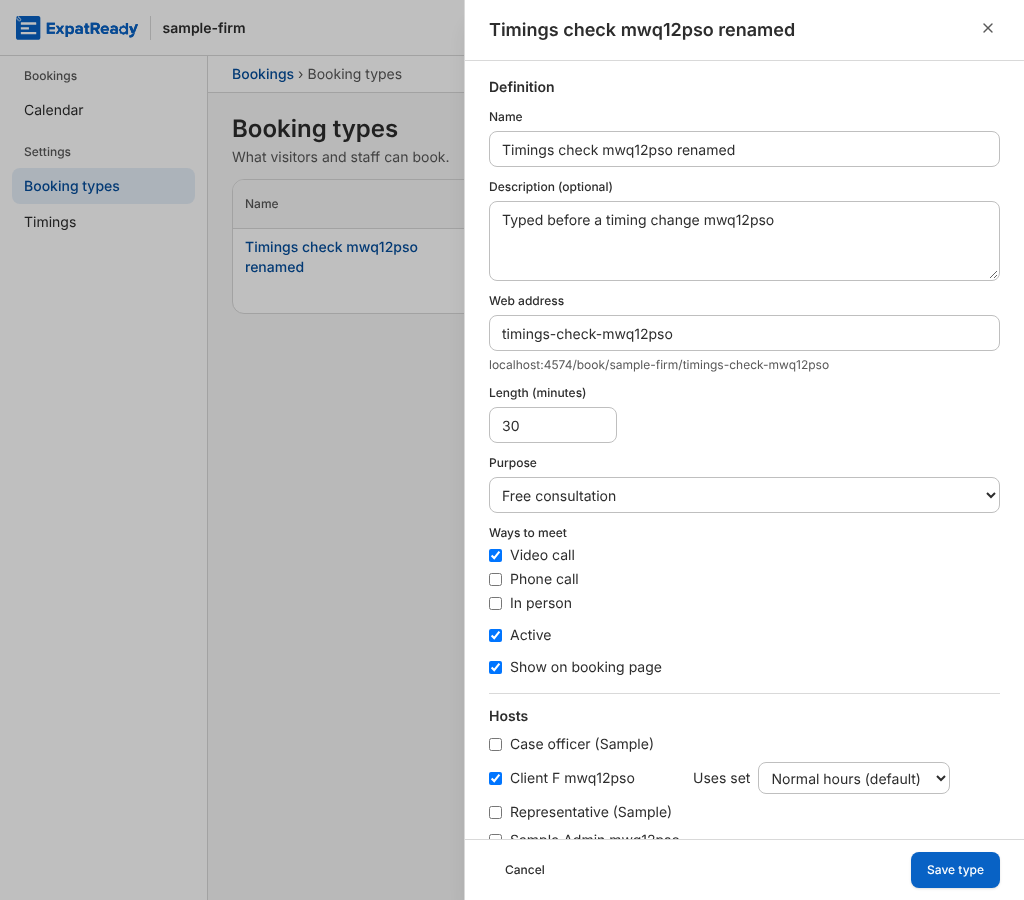 ExpatReady
sample-firm
Bookings
Calendar
Settings
Booking types
Timings
Bookings › Booking types
Booking types
What visitors and staff can book.
Name
Timings check mwq12pso
renamed
Timings check mwq12pso renamed
×
Definition
Name
Timings check mwq12pso renamed
Description (optional)
Typed before a timing change mwq12pso
Web address
timings-check-mwq12pso
localhost:4574/book/sample-firm/timings-check-mwq12pso
Length (minutes)
30
Purpose
Free consultation
Ways to meet
Video call
Phone call
In person
Active
Show on booking page
Hosts
Case officer (Sample)
Client F mwq12pso Uses set Normal hours (default)
Representative (Sample)
Sample Admin mwq12pso
Cancel
Save type